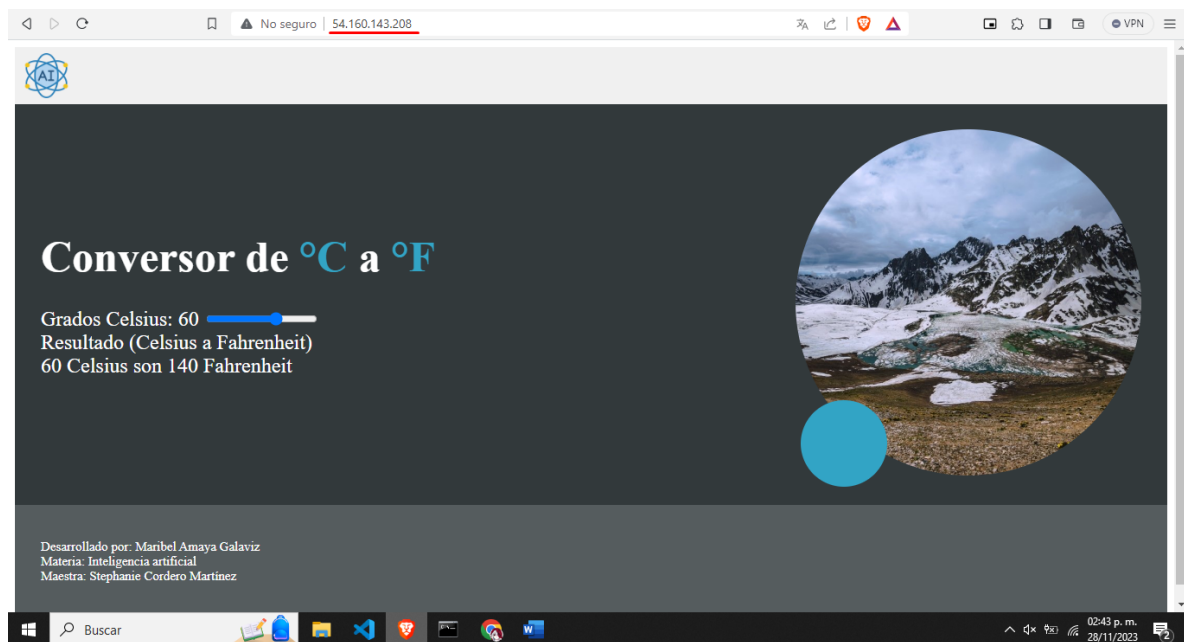 No seguro
54.160.143.208
VPN
AI
Conversor de °C a °F
Grados Celsius: 60
Resultado (Celsius a Fahrenheit)
60 Celsius son 140 Fahrenheit
Desarrollado por: Maribel Amaya Galaviz
Materia: Inteligencia artificial
Maestra: Stephanie Cordero Martinez
Buscar
02:43 p. m.
28/11/2023
2